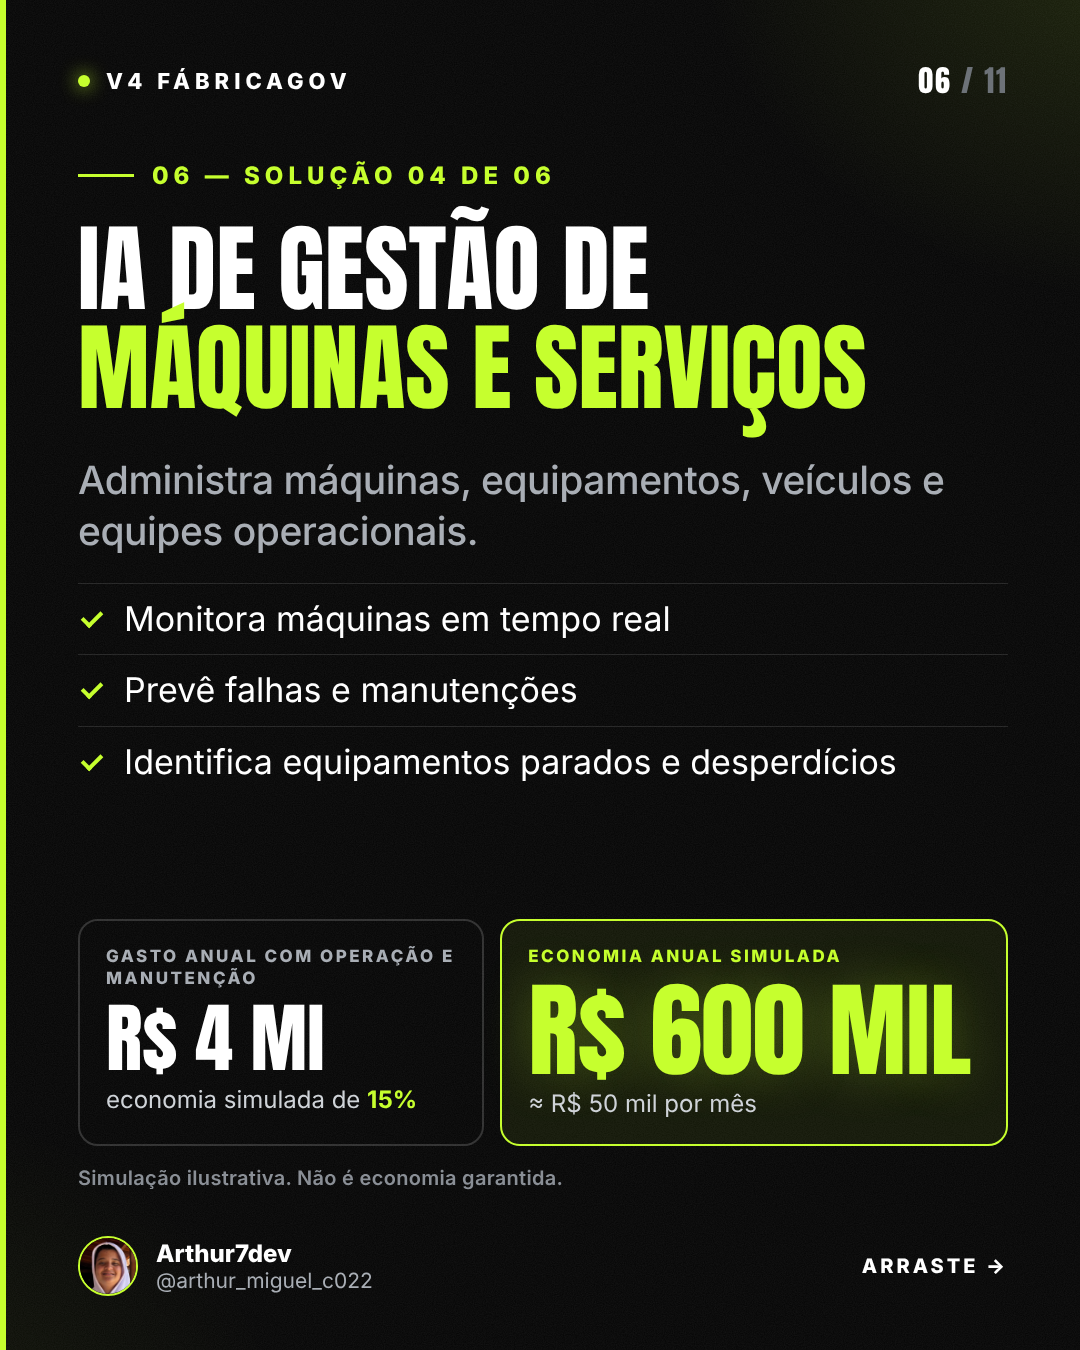 V4 FÁBRICAGOV
06 / 11
06 — SOLUÇÃO 04 DE 06
IA DE GESTÃO DE
MÁQUINAS E SERVIÇOS
Administra máquinas, equipamentos, veículos e
equipes operacionais.
✓ Monitora máquinas em tempo real
✓ Prevê falhas e manutenções
✓ Identifica equipamentos parados e desperdícios
GASTO ANUAL COM OPERAÇÃO E
MANUTENÇÃO
R$ 4 MI
economia simulada de 15%
ECONOMIA ANUAL SIMULADA
R$ 600 MIL
≈ R$ 50 mil por mês
Simulação ilustrativa. Não é economia garantida.
Arthur7dev
@arthur_miguel_c022
ARRASTE →